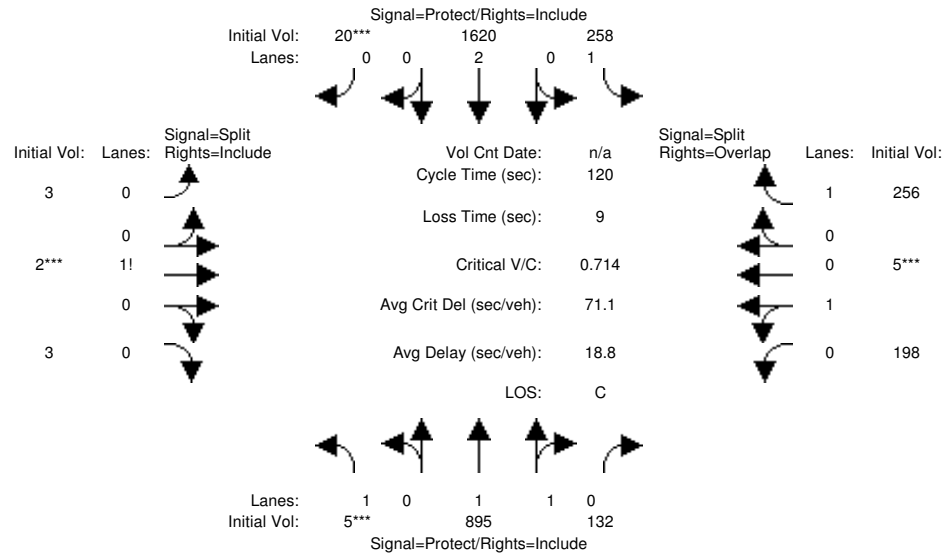 Signal=Protect/Rights=Include
Initial Vol: 20*** 1620 258
Lanes: 0 0 2 0 1
Signal=Split
Initial Vol: Lanes: Rights=Include
Vol Cnt Date: n/a
Signal=Split
Rights=Overlap Lanes: Initial Vol:
Cycle Time (sec): 120
3 0
1 256
Loss Time (sec): 9
0
0
2*** 1!
Critical V/C: 0.714
0 5***
0
Avg Crit Del (sec/veh): 71.1
1
3 0
Avg Delay (sec/veh): 18.8
0 198
LOS: C
Lanes: 1 0 1 1 0
Initial Vol: 5*** 895 132
Signal=Protect/Rights=Include